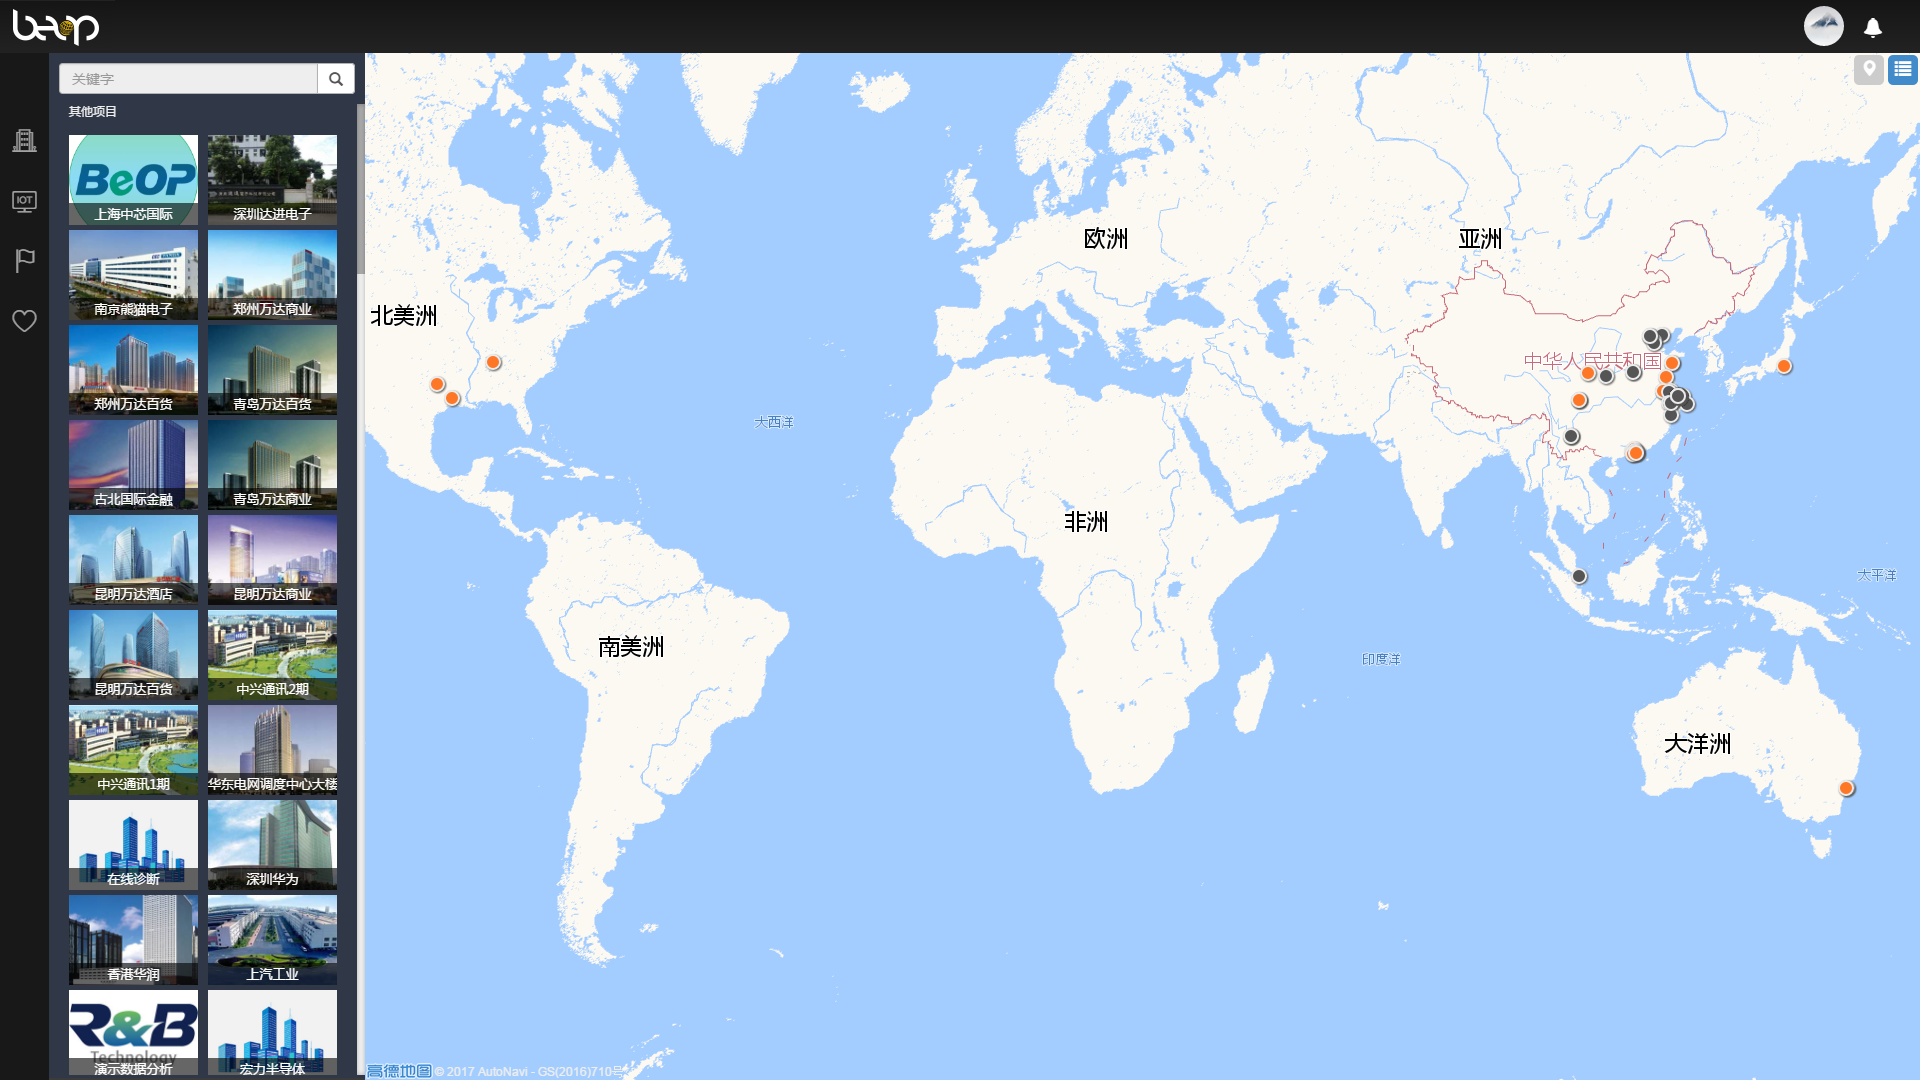 beop
关键字
其他项目
BeOP
上海中芯国际
深圳达进电子
南京熊猫电子
郑州万达商业
郑州万达百货
青岛万达百货
古北国际金融
青岛万达商业
昆明万达酒店
昆明万达商业
昆明万达百货
中兴通讯2期
中兴通讯1期
华东电网调度中心大楼
在线诊断
深圳华为
香港华润
上汽工业
R&B
Technology
演示数据分析
宏力半导体
IOT
欧洲
亚洲
北美洲
中华人民共和国
大西洋
非洲
太平洋
南美洲
印度洋
大洋洲
高德地图 © 2017 AutoNavi - GS(2016)710号